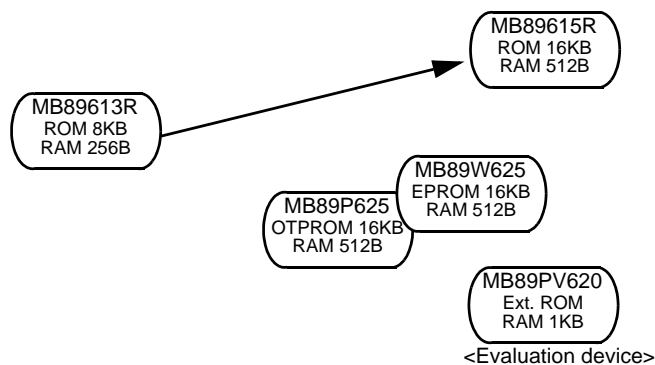 MB89615R
ROM 16KB
RAM 512B
MB89613R
ROM 8KB
RAM 256B
MB89W625
EPROM 16KB
RAM 512B
MB89P625
OTPROM 16KB
RAM 512B
MB89PV620
Ext. ROM
RAM 1KB
<Evaluation device>